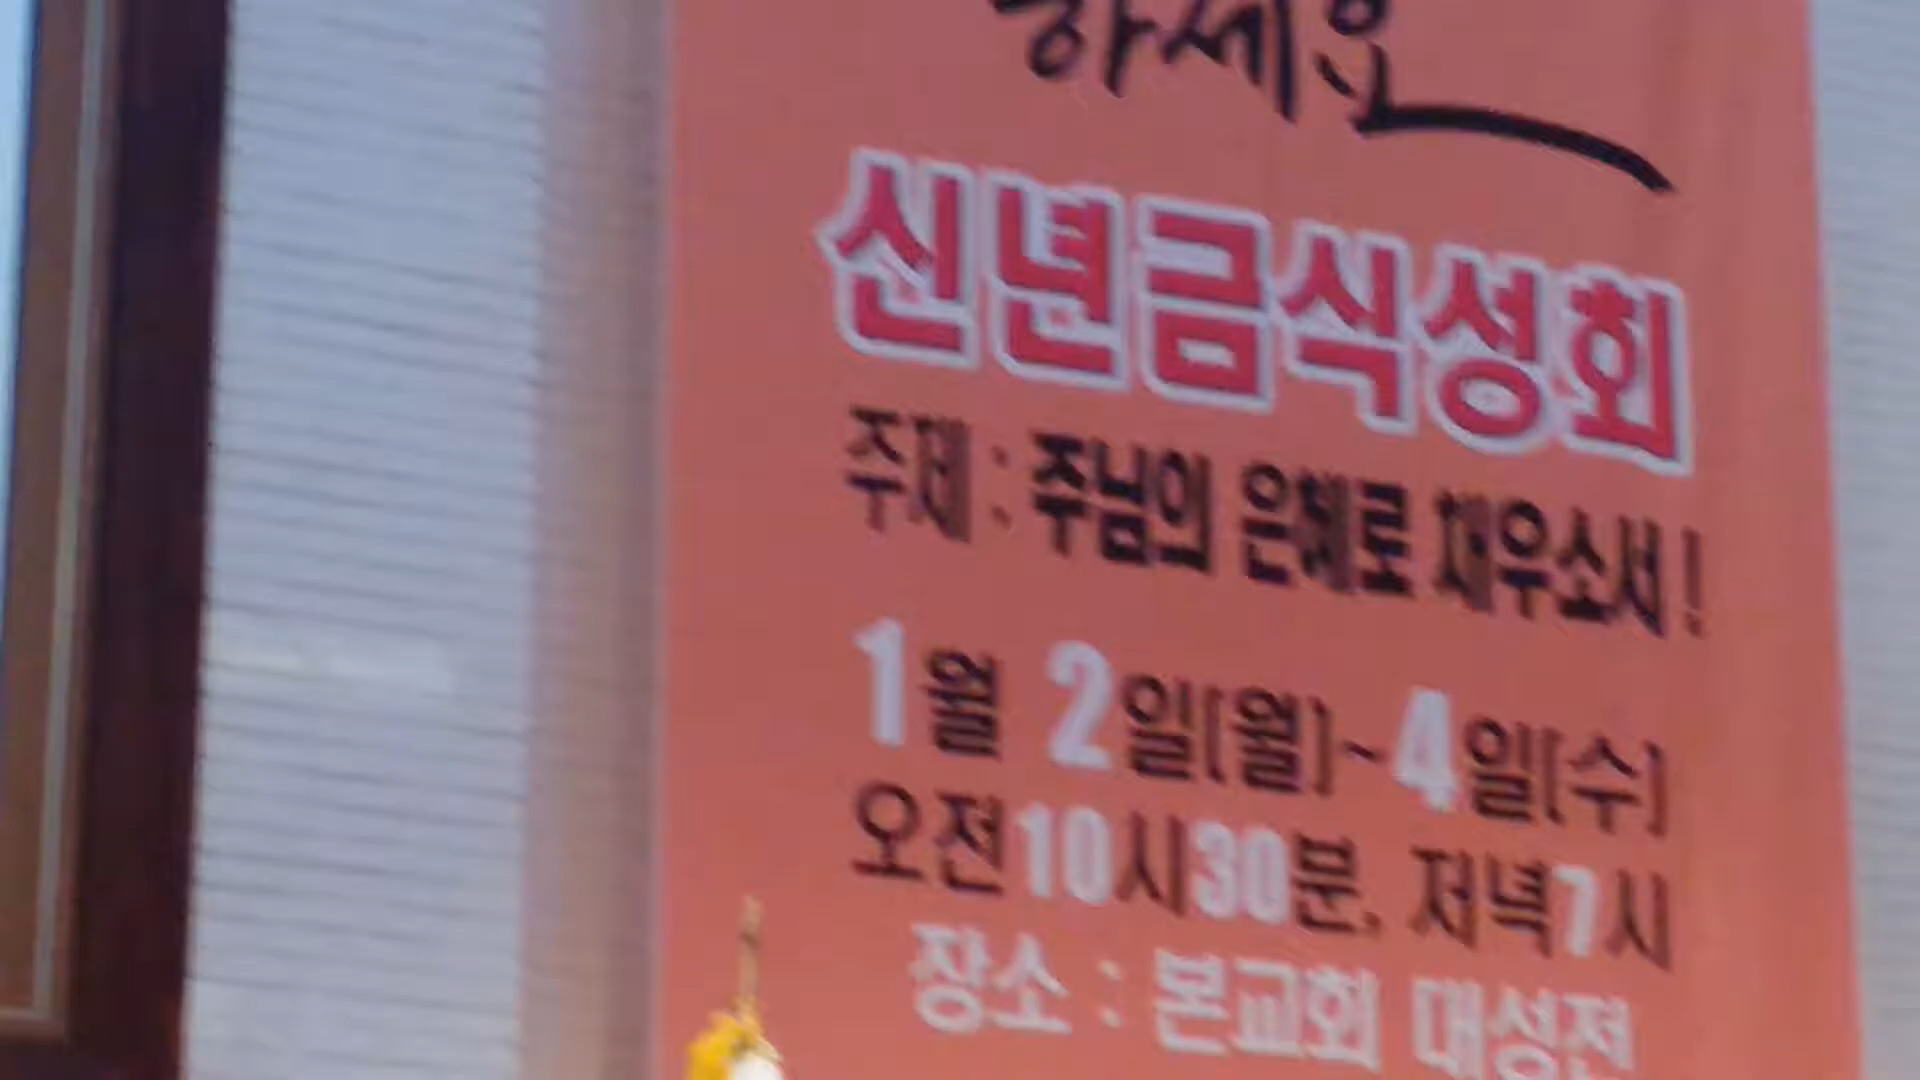 하세요
신년금식성회
주제 : 주님의 은혜로 채우소서!
1월 2일(월)~4일(수)
오전10시30분, 저녁7시
장소 : 본교회 대성전